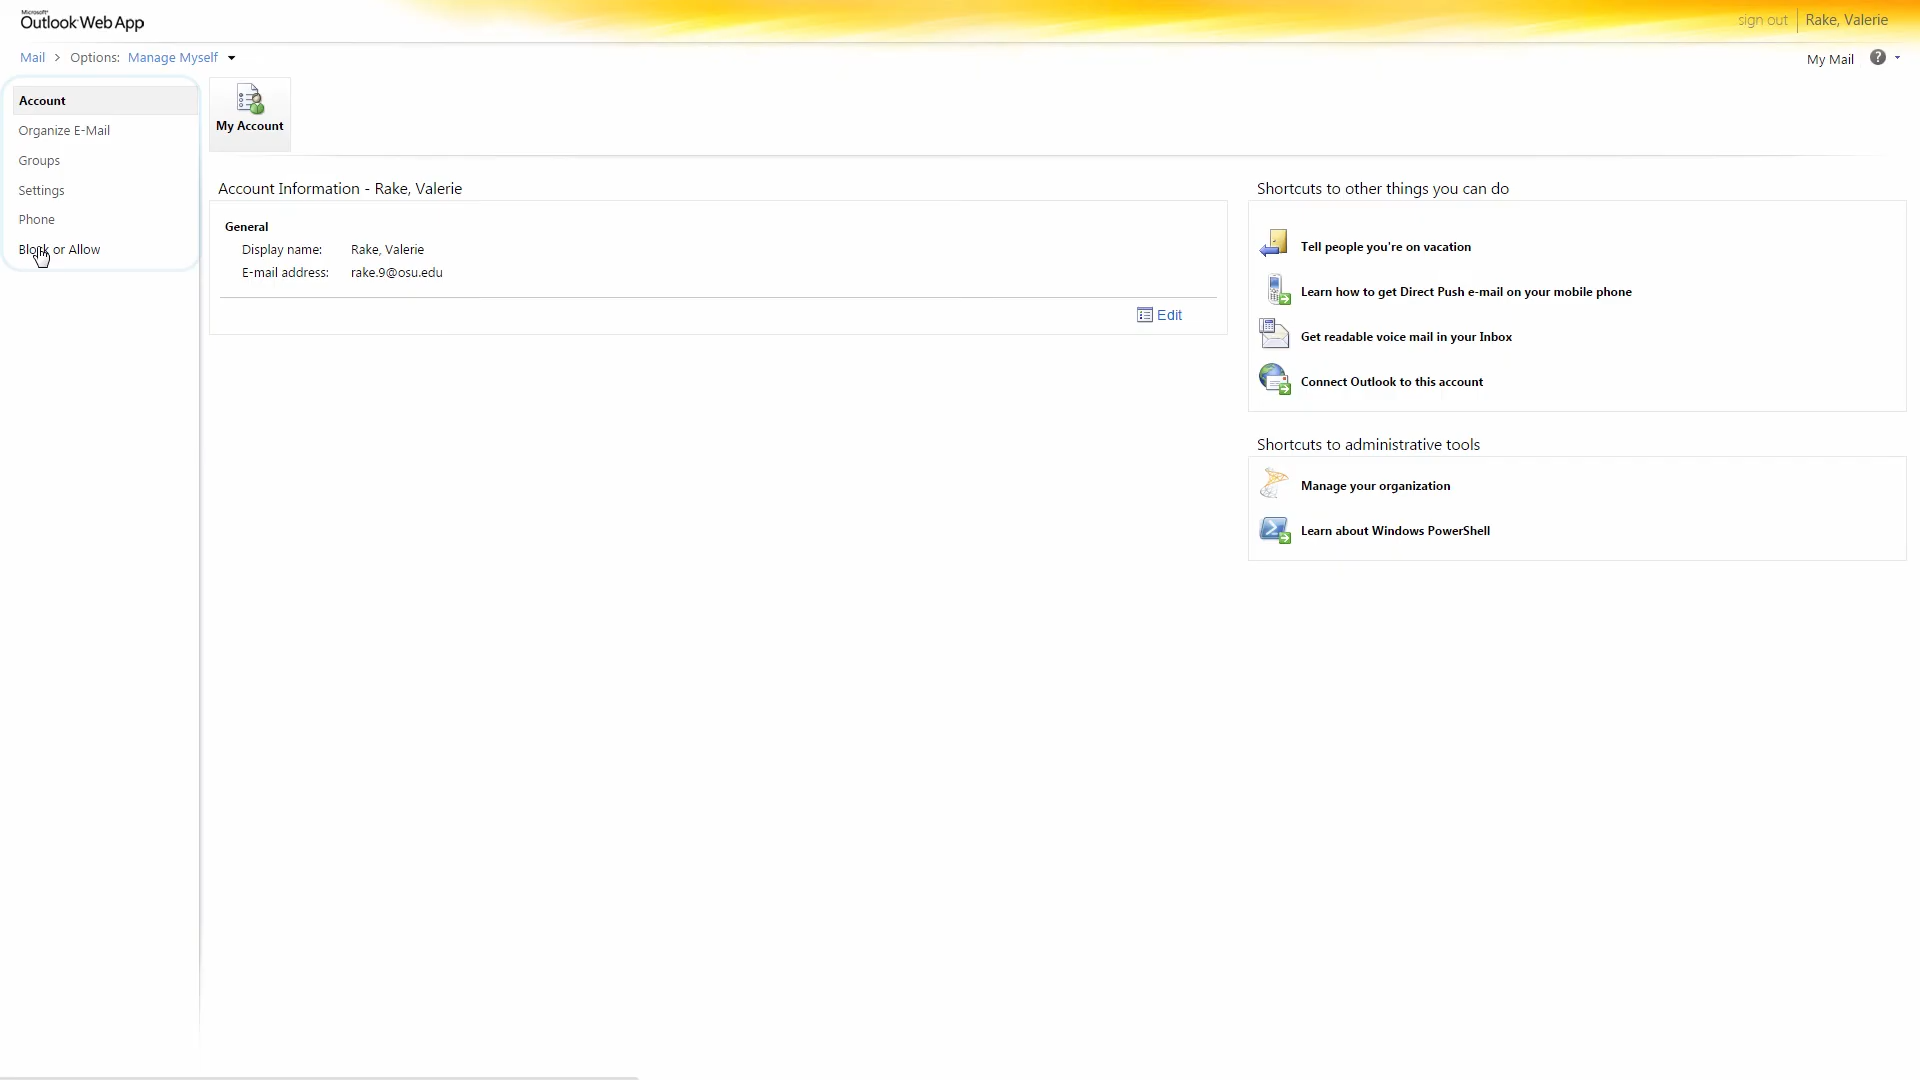 Microsoft
Outlook Web App
sign out
Rake, Valerie
Mail > Options: Manage Myself
My Mail
?
Account
Organize E-Mail
Groups
Settings
Phone
Block or Allow
My Account
Account Information - Rake, Valerie
General
Display name: Rake, Valerie
E-mail address: rake.9@osu.edu
Edit
Shortcuts to other things you can do
Tell people you're on vacation
Learn how to get Direct Push e-mail on your mobile phone
Get readable voice mail in your Inbox
Connect Outlook to this account
Shortcuts to administrative tools
Manage your organization
Learn about Windows PowerShell